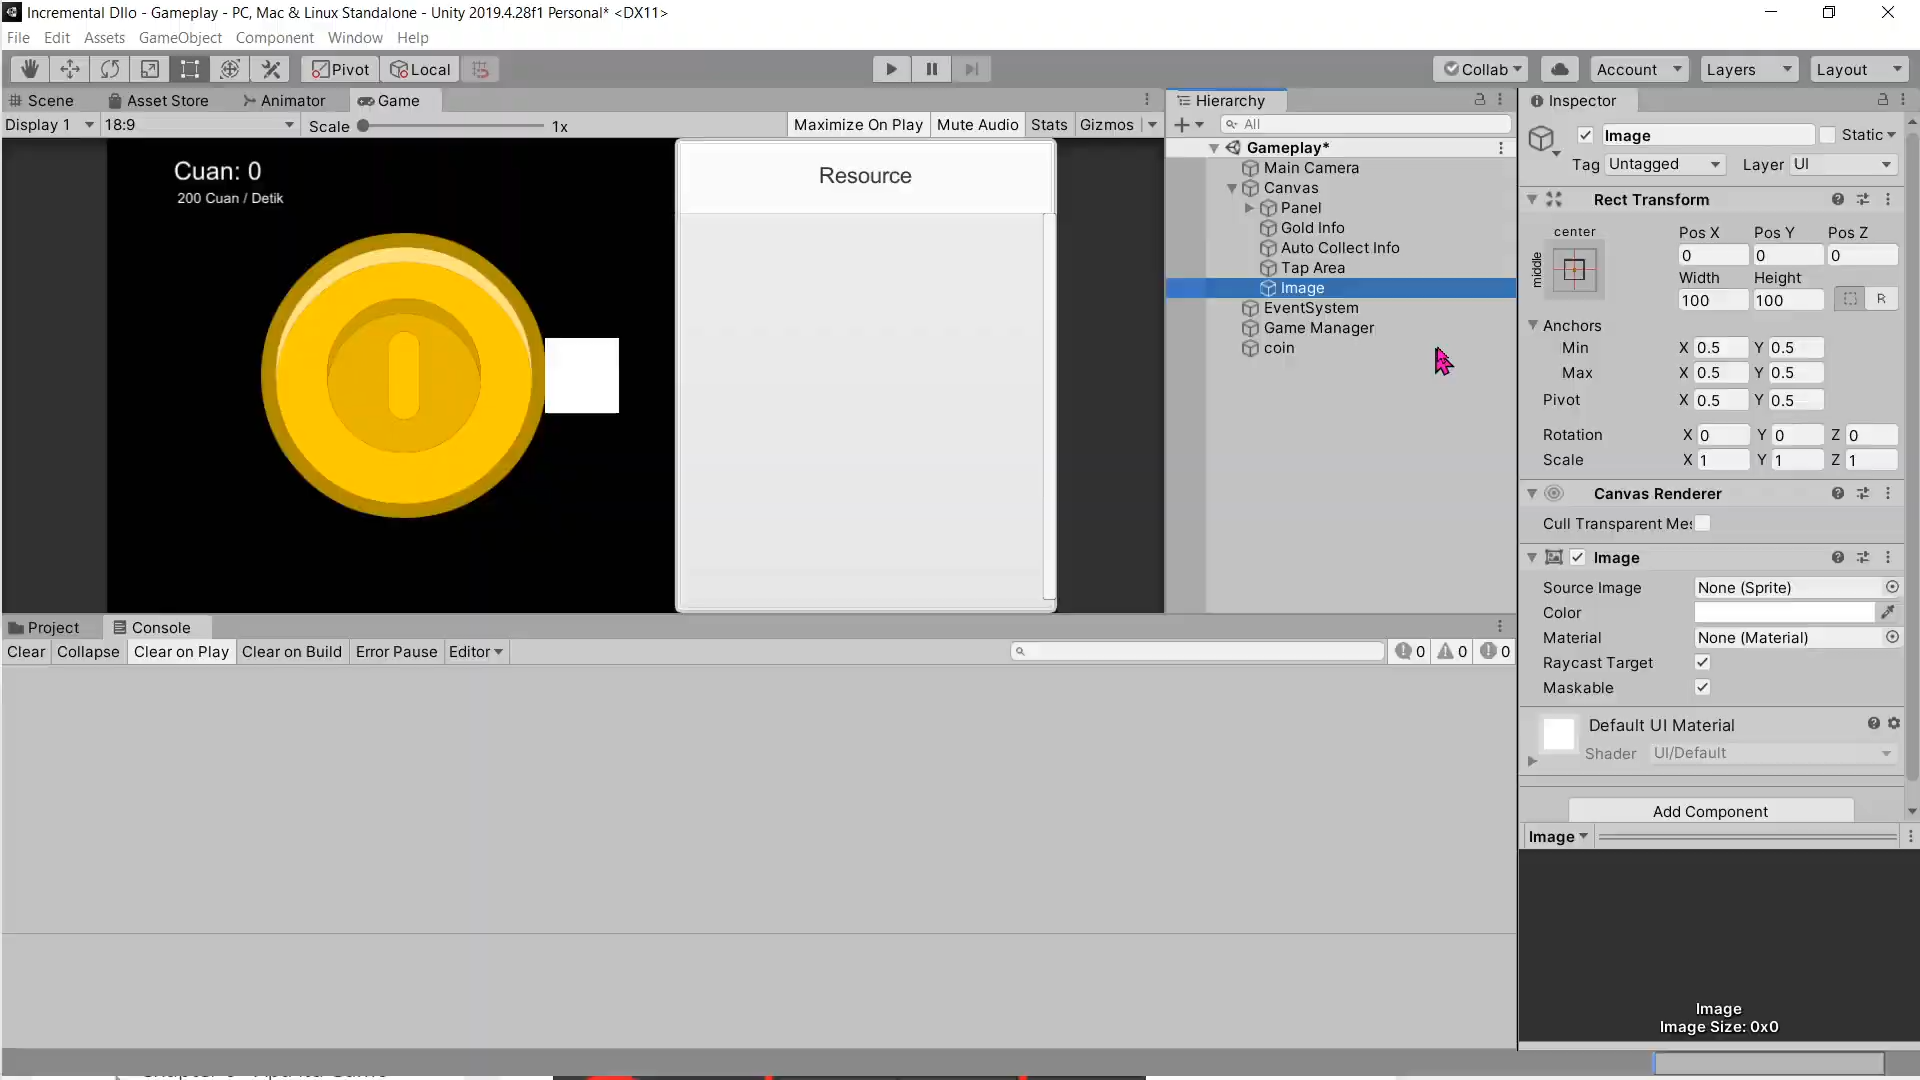 Incremental Dllo - Gameplay - PC, Mac & Linux Standalone - Unity 2019.4.28f1 Personal* <DX11>
File Edit Assets GameObject Component Window Help
Pivot Local Collab Account Layers Layout
Scene Asset Store Animator Game
Display 1 18:9 Scale 1x Maximize On Play Mute Audio Stats Gizmos
Cuan: 0
200 Cuan / Detik
Resource
Hierarchy
All
Gameplay*
Main Camera
Canvas
Panel
Gold Info
Auto Collect Info
Tap Area
Image
EventSystem
Game Manager
coin
Inspector
Image Static
Tag Untagged Layer UI
Rect Transform
center
middle
Pos X Pos Y Pos Z
0 0 0
Width Height
100 100 R
Anchors
Min X 0.5 Y 0.5
Max X 0.5 Y 0.5
Pivot X 0.5 Y 0.5
Rotation X 0 Y 0 Z 0
Scale X 1 Y 1 Z 1
Canvas Renderer
Cull Transparent Mes
Image
Source Image None (Sprite)
Color
Material None (Material)
Raycast Target
Maskable
Default UI Material
Shader UI/Default
Add Component
Image
Image
Image Size: 0x0
Project Console
Clear Collapse Clear on Play Clear on Build Error Pause Editor 0 0 0